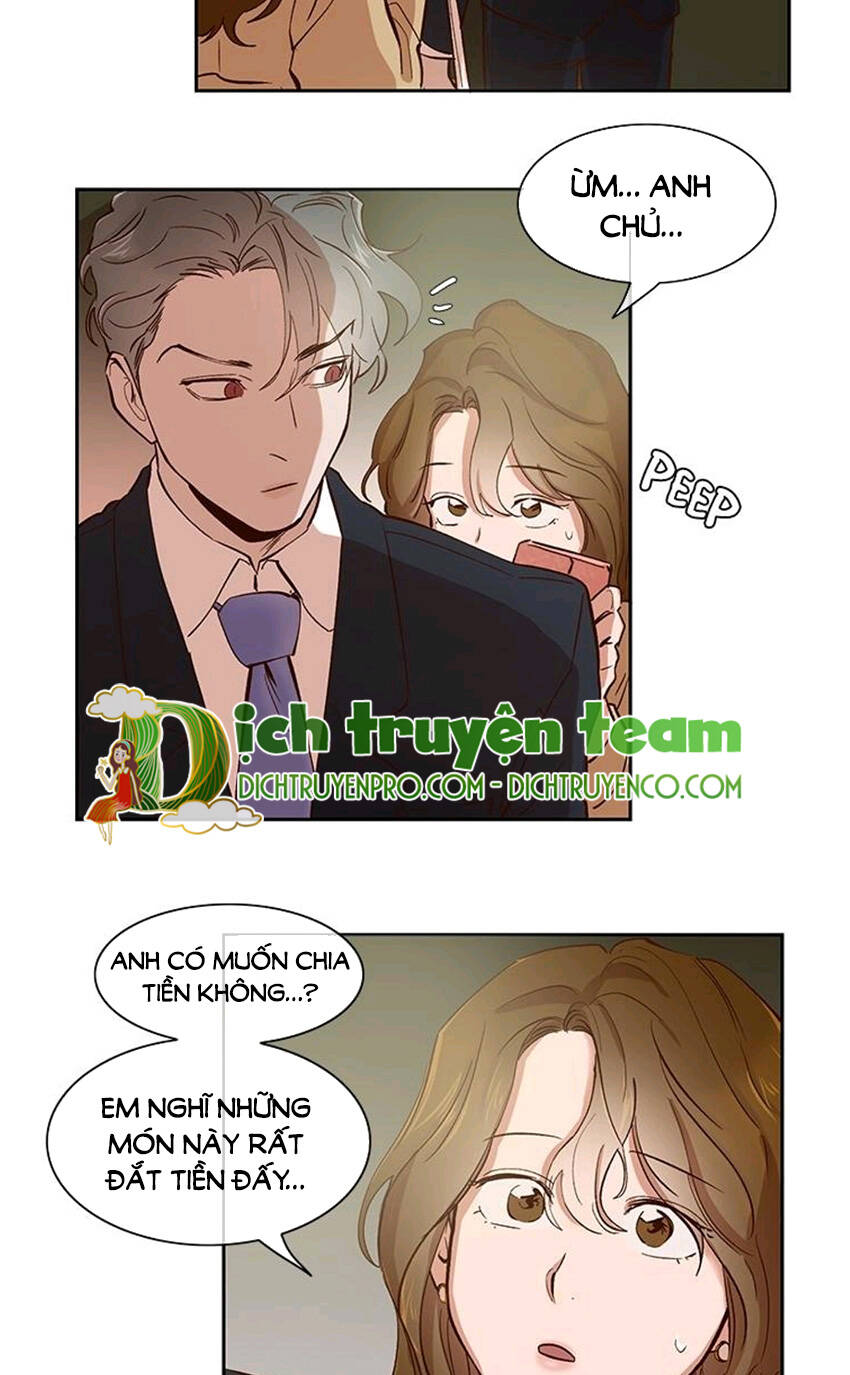 ỪM... ANH
CHỦ...
PEEP
Dịch truyện team
DICHTRUYENPRO.COM - DICHTRUYENCO.COM
ANH CÓ MUỐN CHIA
TIỀN KHÔNG...?
EM NGHĨ NHỮNG
MÓN NÀY RẤT
ĐẮT TIỀN ĐẤY...